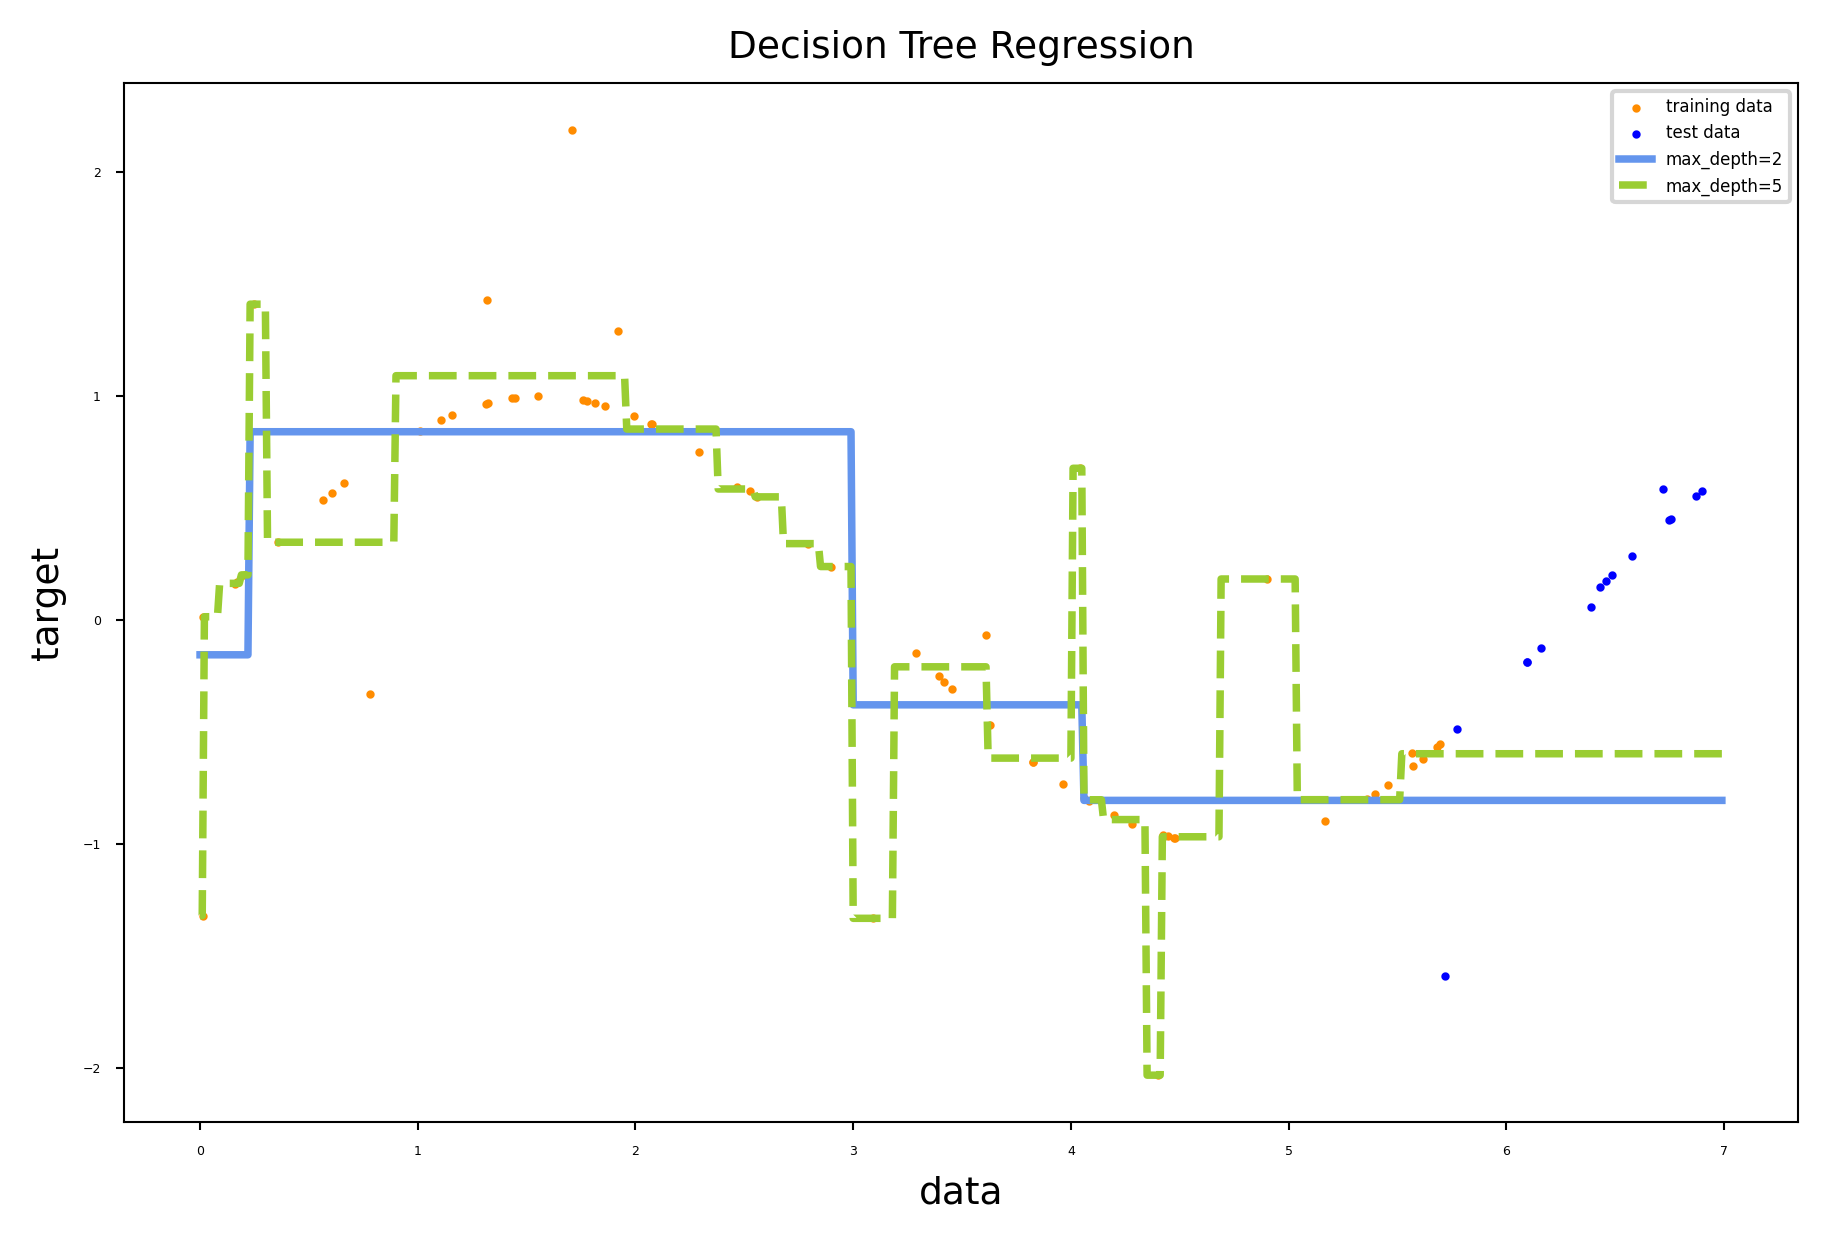 Decision Tree Regression
training data
test data
max_depth=2
max_depth=5
target
2
1
0
−1
−2
0 1 2 3 4 5 6 7
data